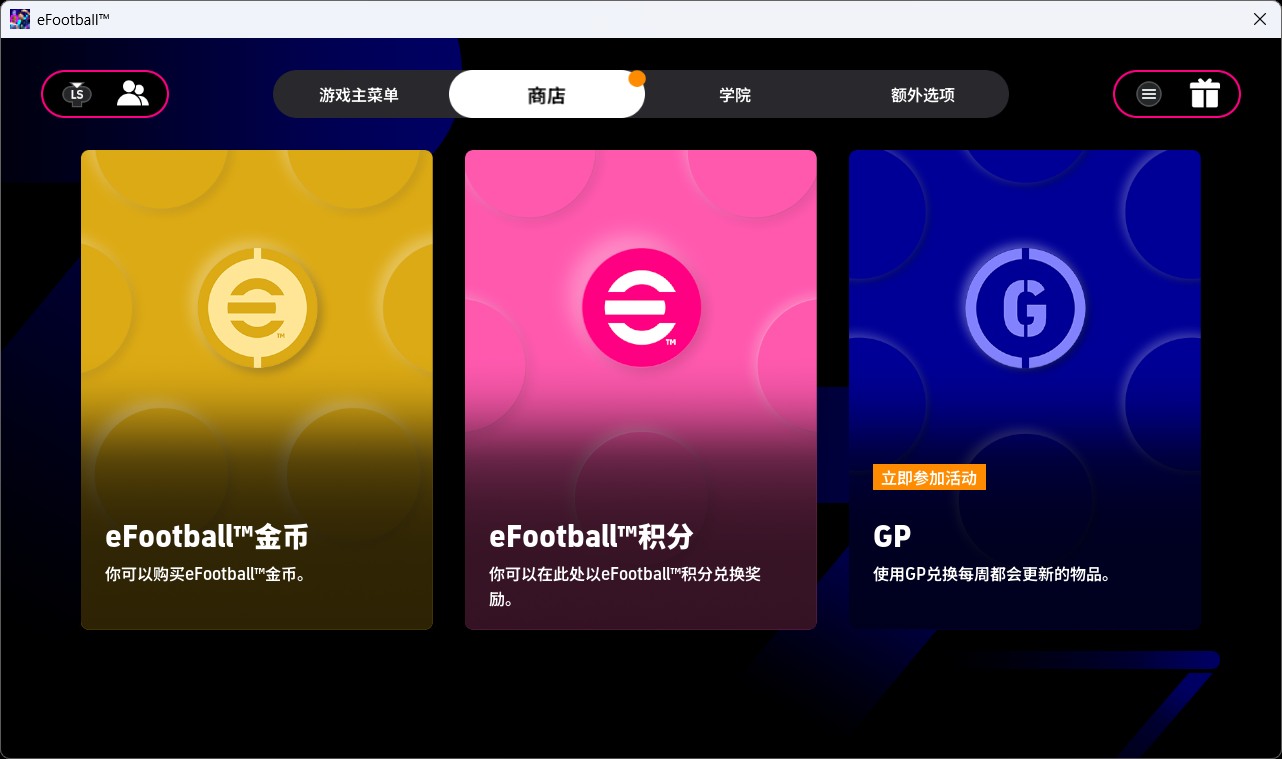 eFootball™
LS
游戏主菜单
商店
学院
额外选项
eFootball™金币
你可以购买eFootball™金币。
eFootball™积分
你可以在此处以eFootball™积分兑换奖
励。
立即参加活动
GP
使用GP兑换每周都会更新的物品。